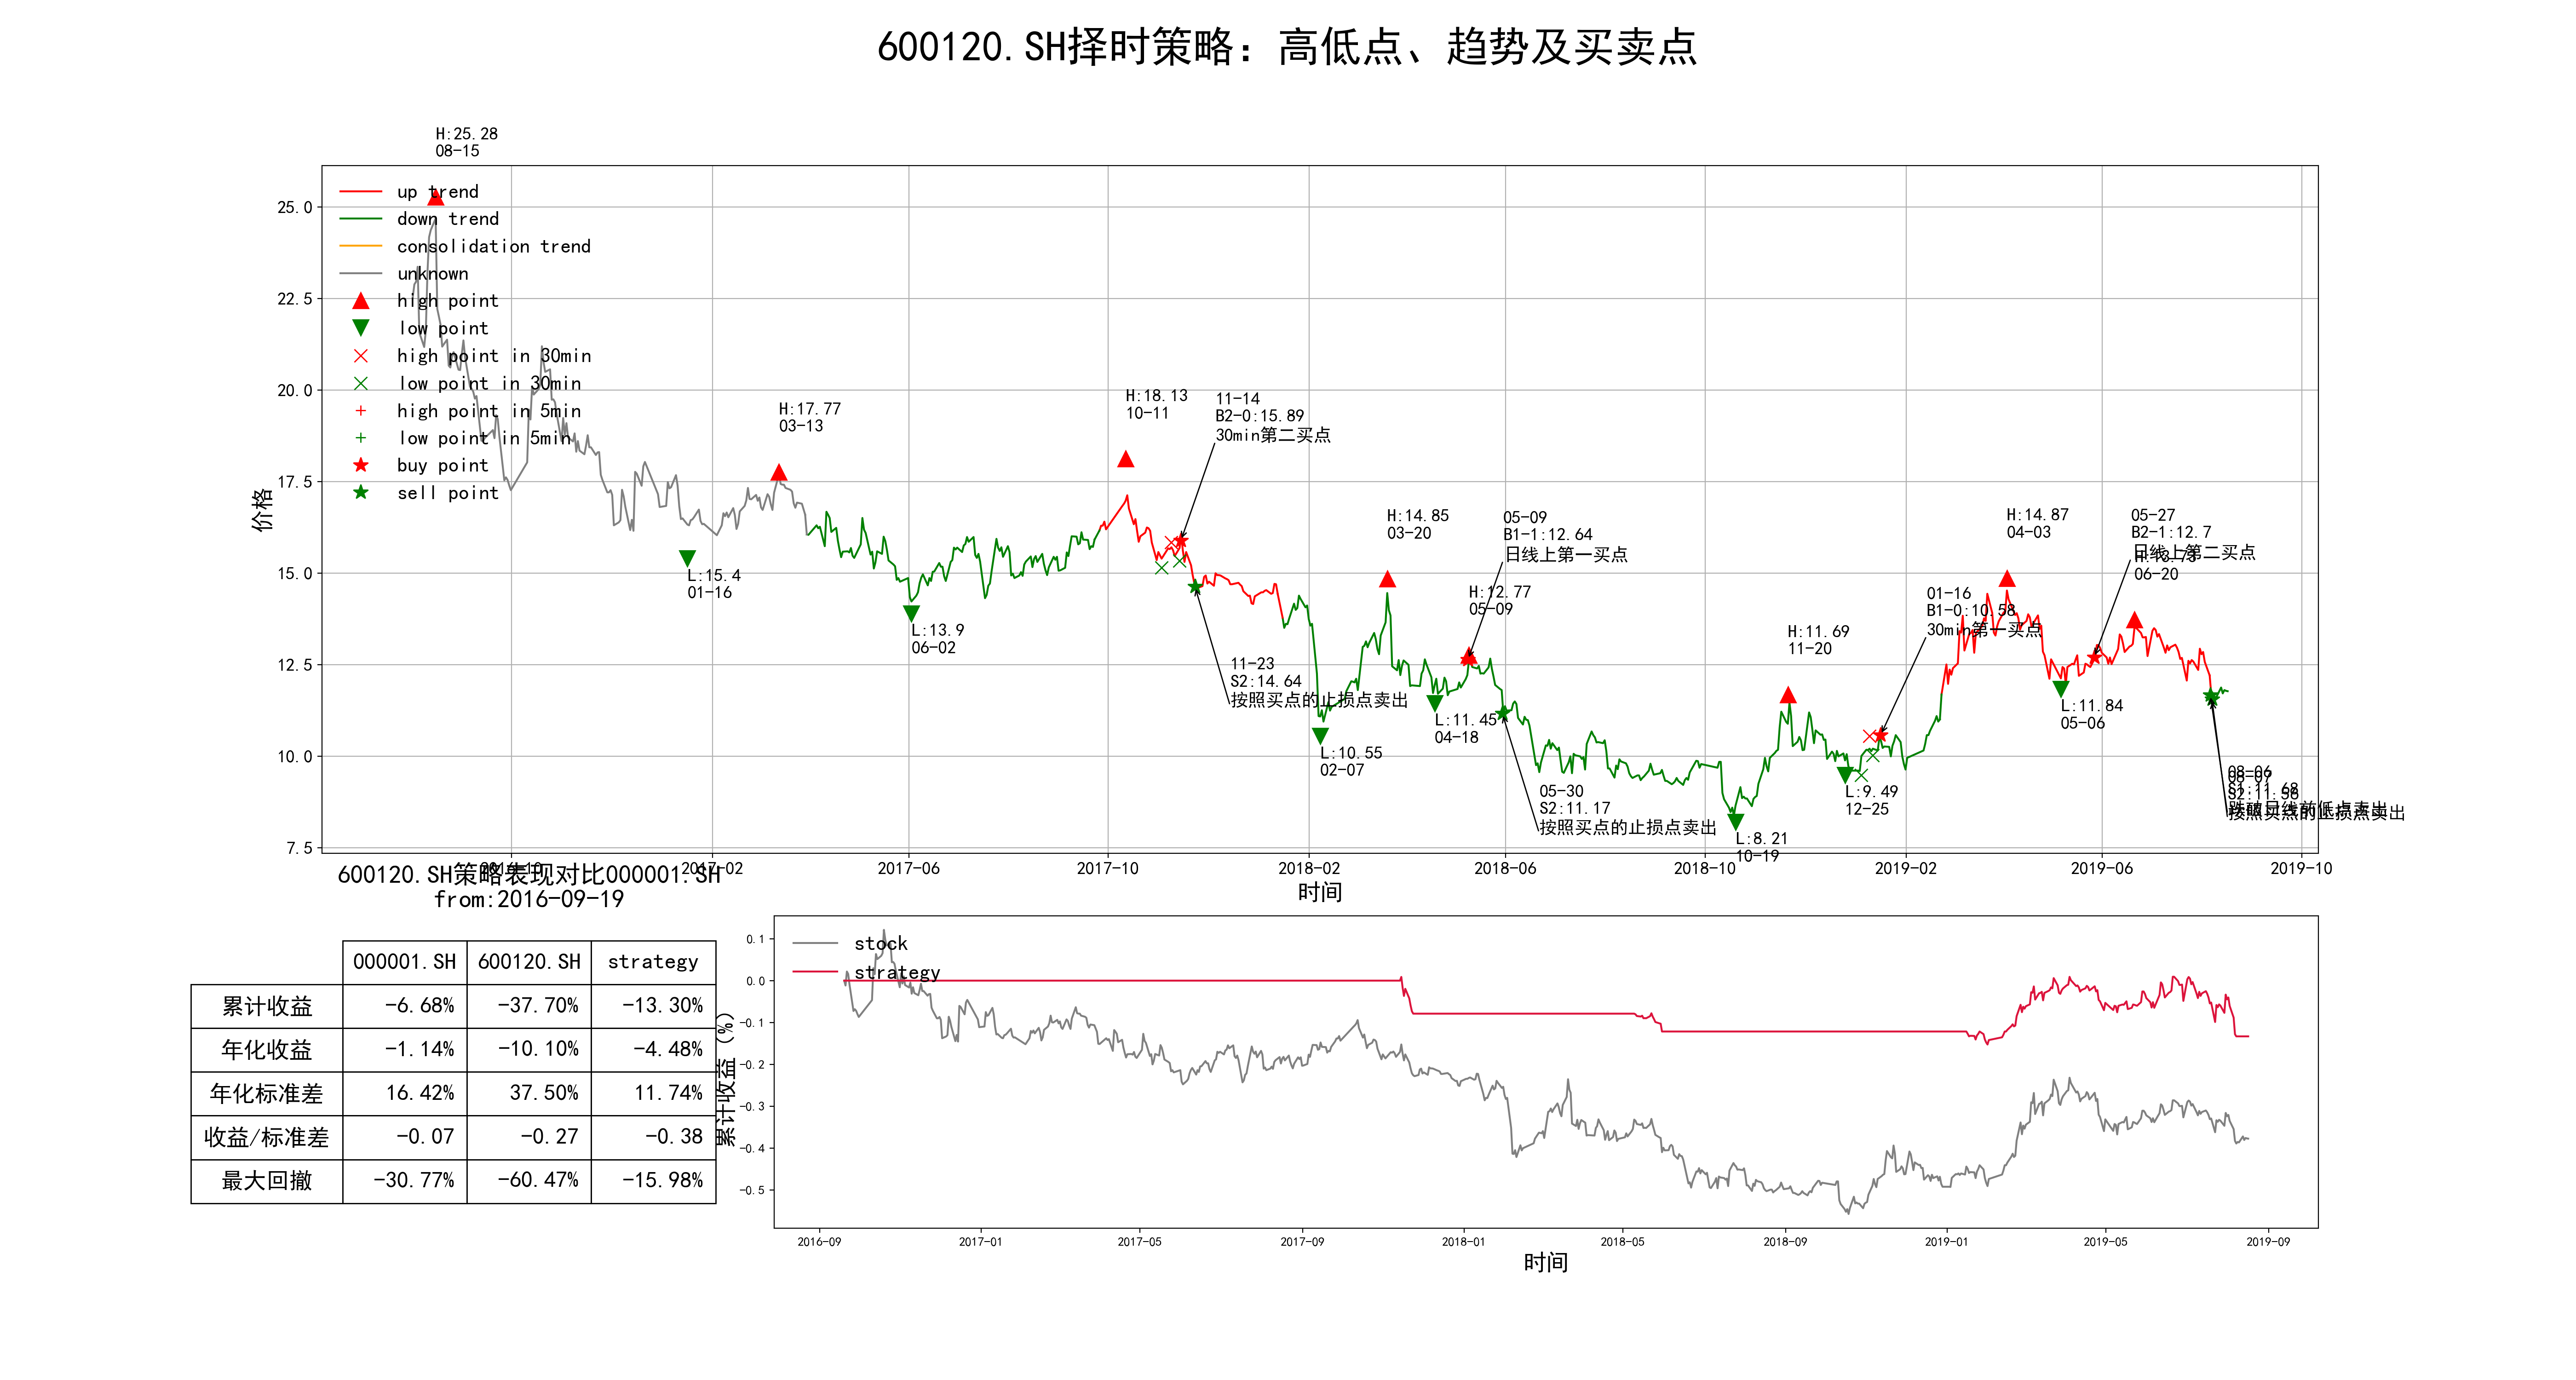 600120.SH择时策略：高低点、趋势及买卖点
H:25.28
08-15
up trend
down trend
consolidation trend
unknown
high point
low point
high point in 30min
low point in 30min
high point in 5min
low point in 5min
buy point
sell point
25.0
22.5
20.0
17.5
15.0
12.5
10.0
7.5
价格
L:15.4
01-16
H:17.77
03-13
L:13.9
06-02
H:18.13
10-11
11-14
B2-0:15.89
30min第二买点
11-23
S2:14.64
按照买点的止损点卖出
L:10.55
02-07
H:14.85
03-20
L:11.45
04-18
05-09
B1-1:12.64
日线上第一买点
H:12.77
05-09
05-30
S2:11.17
按照买点的止损点卖出
L:8.21
10-19
H:11.69
11-20
L:9.49
12-25
01-16
B1-0:10.58
30min第一买点
H:14.87
04-03
L:11.84
05-06
05-27
B2-1:12.7
日线上第二买点
06-20
2017-02
2017-06
2017-10
2018-02
2018-06
2018-10
2019-02
2019-06
2019-10
时间
600120.SH策略表现对比000001.SH
from:2016-09-19
000001.SH 600120.SH strategy
累计收益 -6.68% -37.70% -13.30%
年化收益 -1.14% -10.10% -4.48%
年化标准差 16.42% 37.50% 11.74%
收益/标准差 -0.07 -0.27 -0.38
最大回撤 -30.77% -60.47% -15.98%
stock
strategy
0.1
0.0
-0.1
-0.2
-0.3
-0.4
-0.5
累计收益（%）
2016-09
2017-01
2017-05
2017-09
2018-01
2018-05
2018-09
2019-01
2019-05
2019-09
时间